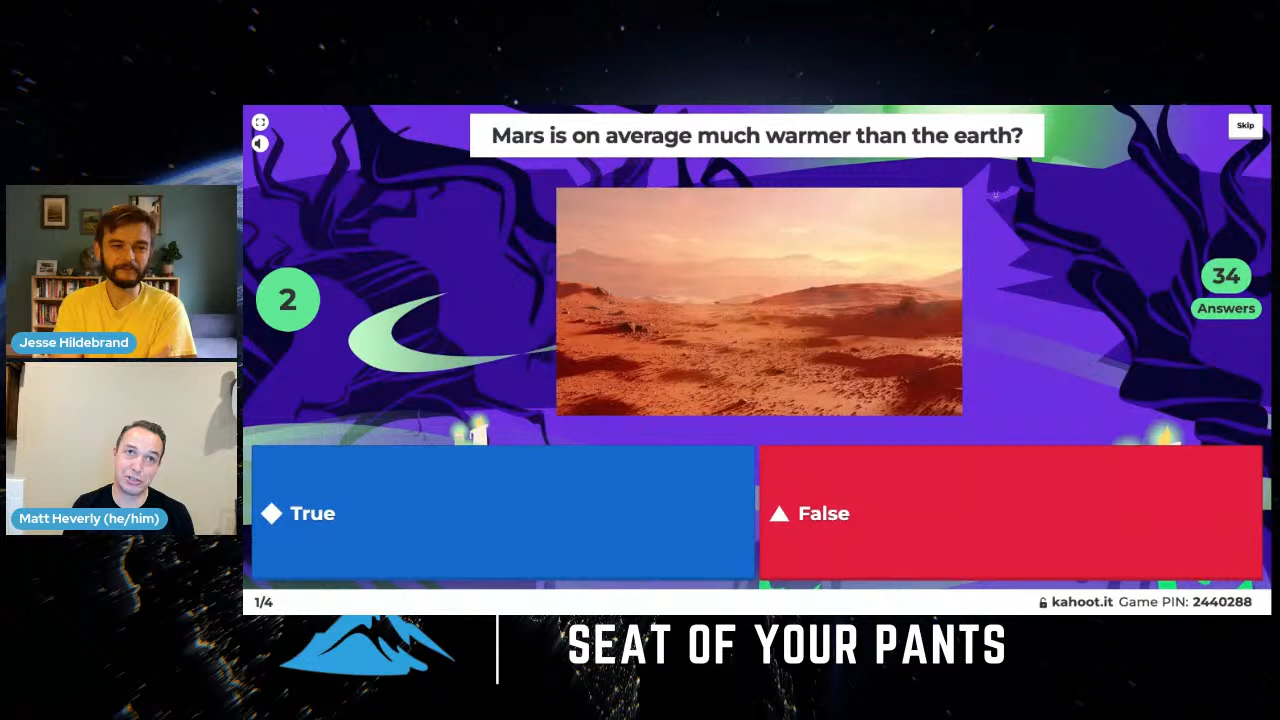 Mars is on average much warmer than the earth?
Skip
2
34
Answers
Jesse Hildebrand
Matt Heverly (he/him)
True
False
1/4
kahoot.it Game PIN: 2440288
SEAT OF YOUR PANTS